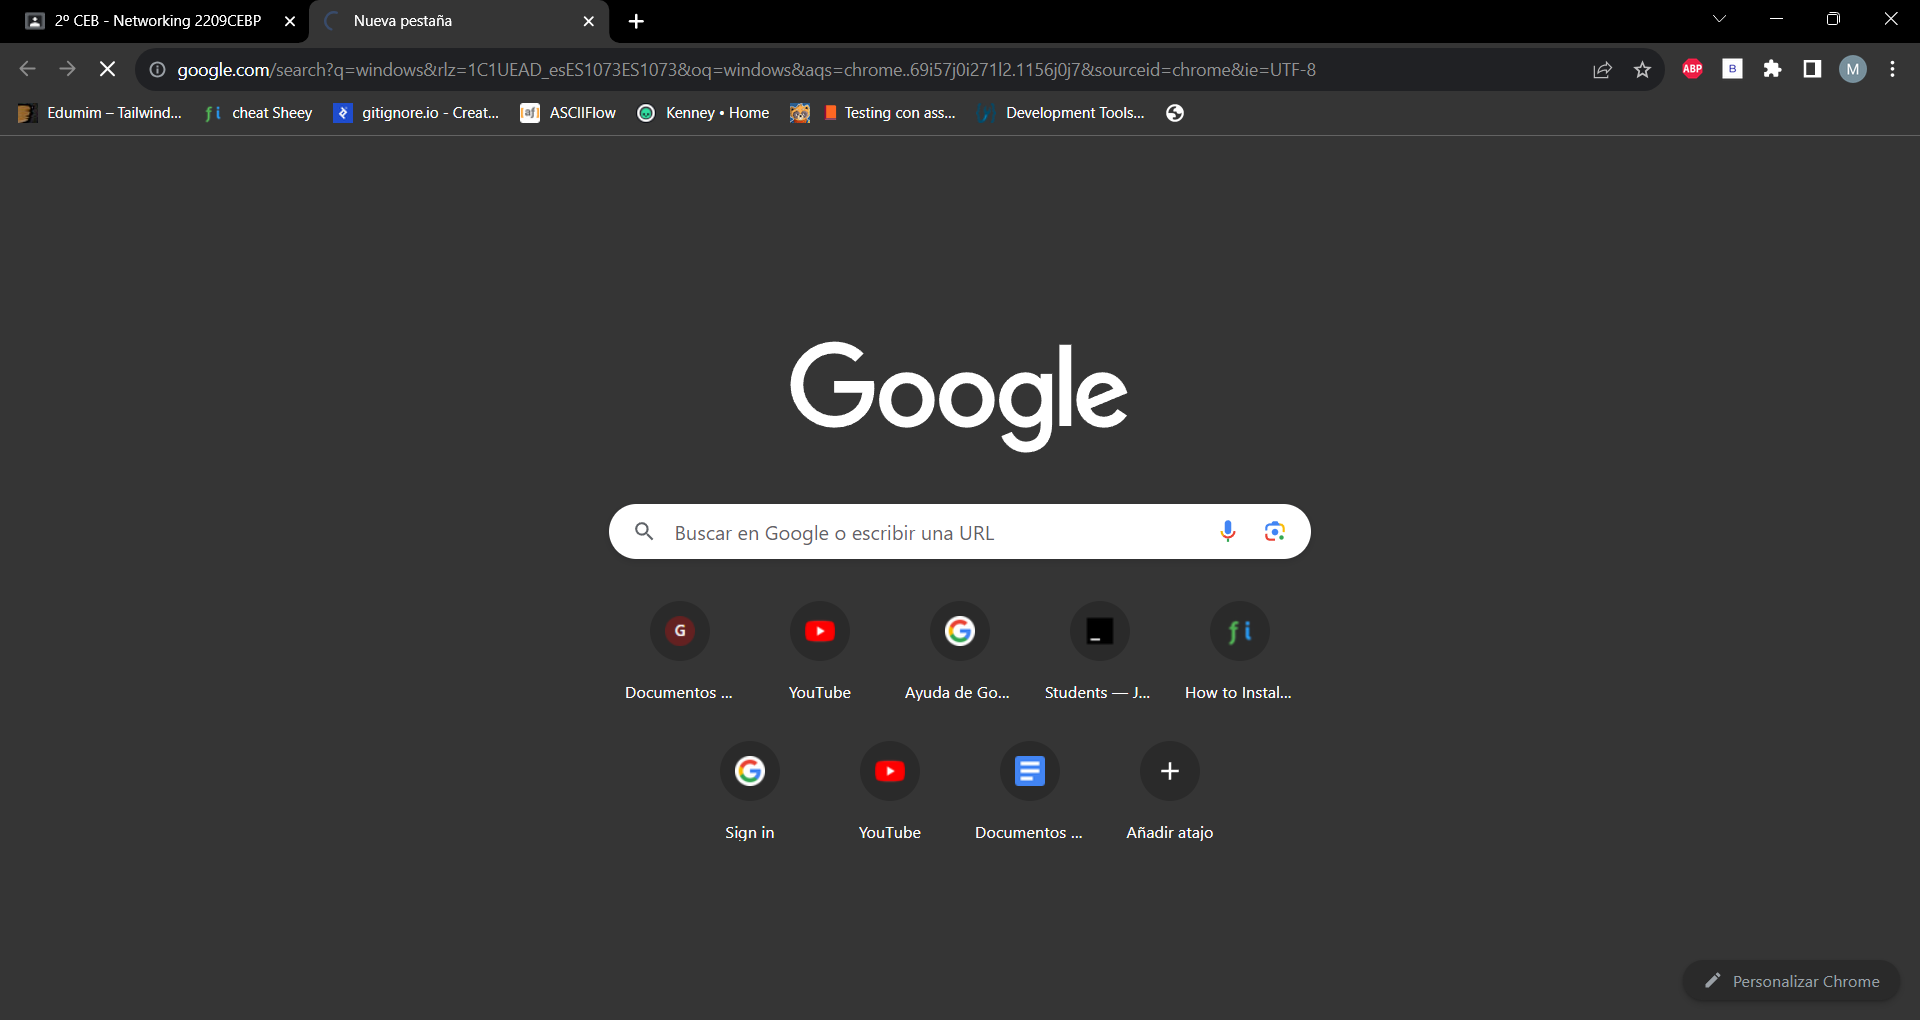 2º CEB - Networking 2209CEBP
Nueva pestaña
google.com/search?q=windows&rlz=1C1UEAD_esES1073ES1073&oq=windows&aqs=chrome..69i57j0i271l2.1156j0j7&sourceid=chrome&ie=UTF-8
ABP
B
M
Edumim – Tailwind...
fi
cheat Sheey
gitignore.io - Creat...
af
ASCIIFlow
Kenney • Home
Testing con ass...
Development Tools...
Google
Buscar en Google o escribir una URL
G
G
fi
Documentos ...
YouTube
Ayuda de Go...
Students — J...
How to Instal...
G
Sign in
YouTube
Documentos ...
Añadir atajo
Personalizar Chrome